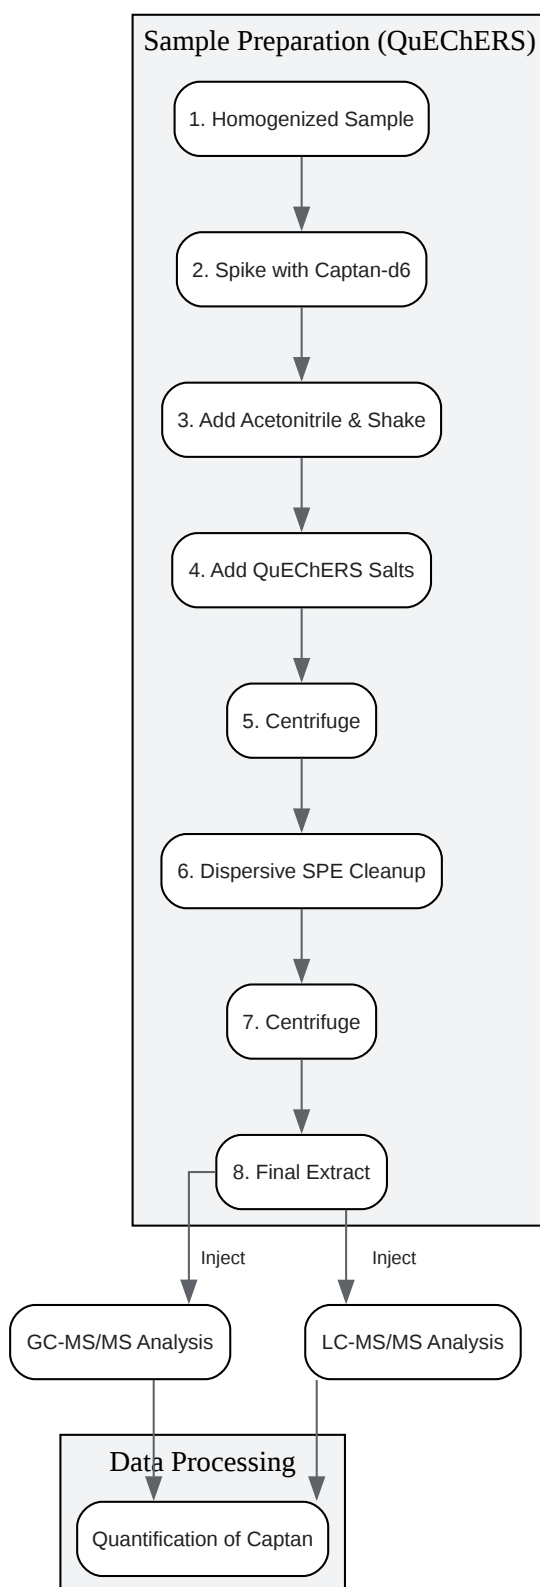 Sample Preparation (QuEChERS)
1. Homogenized Sample
2. Spike with Captan-d6
3. Add Acetonitrile & Shake
4. Add QuEChERS Salts
5. Centrifuge
6. Dispersive SPE Cleanup
7. Centrifuge
8. Final Extract
Inject
Inject
GC-MS/MS Analysis
LC-MS/MS Analysis
Data Processing
Quantification of Captan